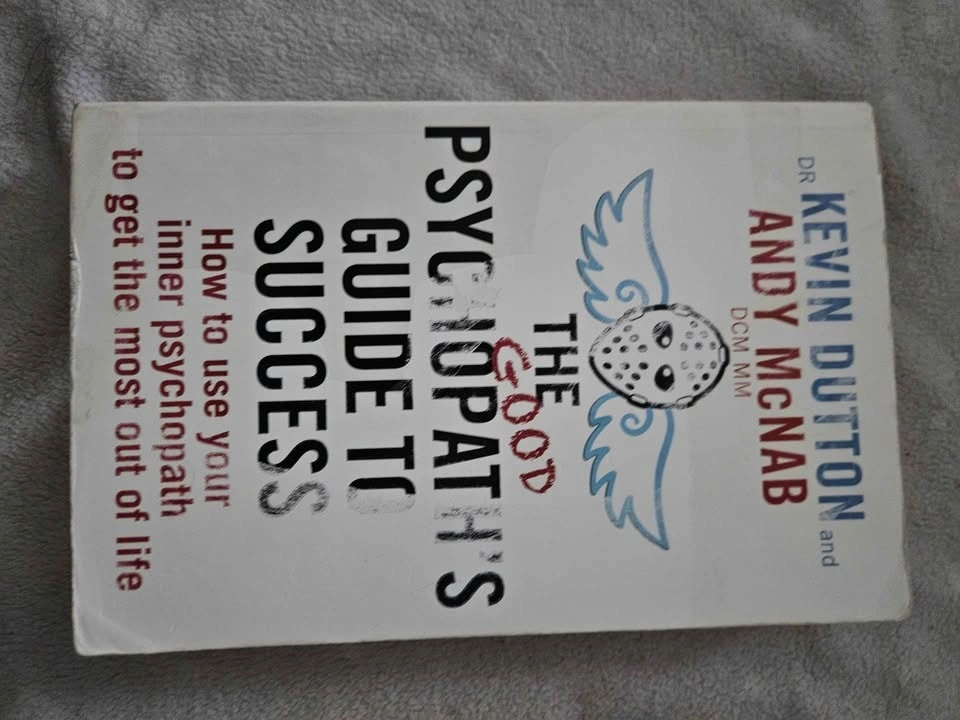 DR KEVIN DUTTON and
ANDY McNAB
DCM MM
THE
GOOD
PSYCHOPATH'S
GUIDE TO
SUCCESS
How to use your
inner psychopath
to get the most out of life